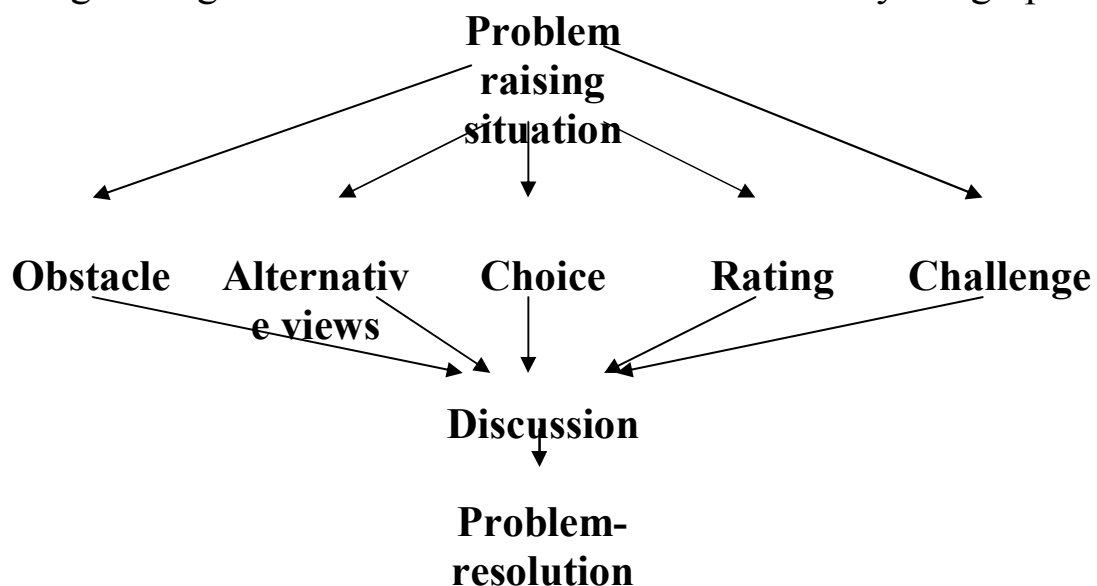 Problem
raising
situation
Obstacle Alternativ Choice Rating Challenge
e views
Discussion
Problem-
resolution